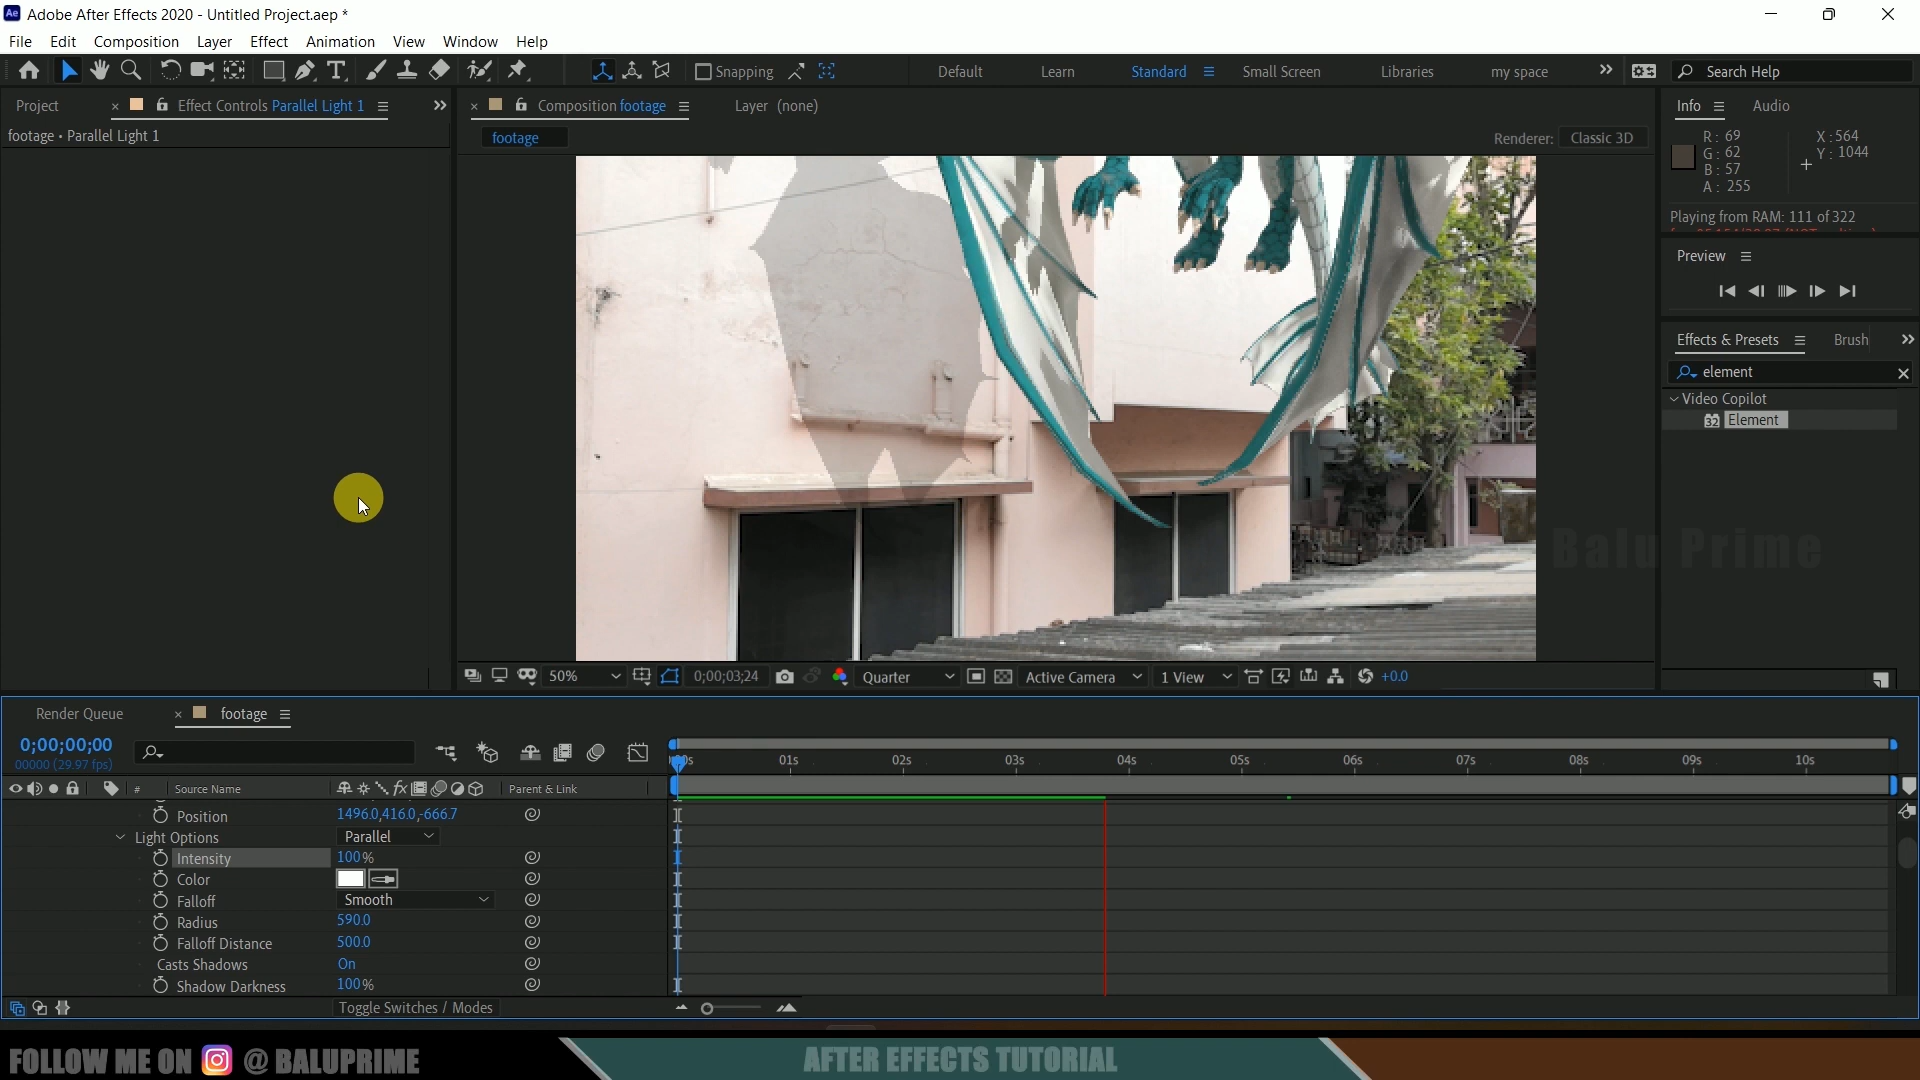 Ae Adobe After Effects 2020 - Untitled Project.aep *
File Edit Composition Layer Effect Animation View Window Help
Snapping Default Learn Standard Small Screen Libraries my space Search Help
Project Effect Controls Parallel Light 1
footage • Parallel Light 1
Composition footage Layer (none)
footage Renderer: Classic 3D
Info Audio
R: 69 X: 564
G: 62 Y: 1044
B: 57
A: 255
Playing from RAM: 111 of 322
Preview
Effects & Presets Brush
element
Video Copilot
32 Element
Balu Prime
50% 0;00;03;24 Quarter Active Camera 1 View +0.0
Render Queue footage
0;00;00;00
00000 (29.97 fps)
01s 02s 03s 04s 05s 06s 07s 08s 09s 10s
# Source Name fx Parent & Link
Position 1496.0,416.0,-666.7
Light Options Parallel
Intensity 100%
Color
Falloff Smooth
Radius 590.0
Falloff Distance 500.0
Casts Shadows On
Shadow Darkness 100%
Toggle Switches / Modes
FOLLOW ME ON @ BALUPRIME
AFTER EFFECTS TUTORIAL